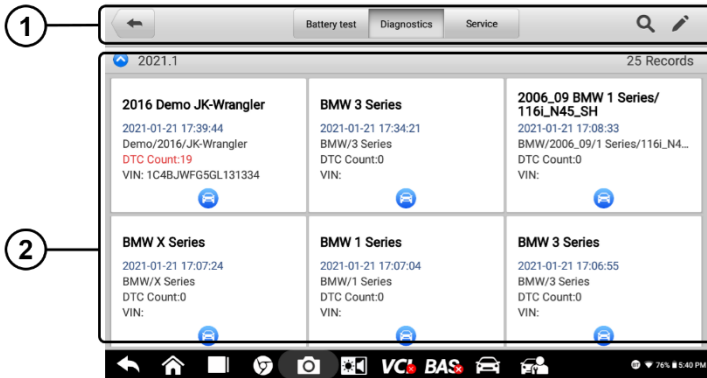 1
Battery test
Diagnostics
Service
2
2021.1
25 Records
2016 Demo JK-Wrangler
2021-01-21 17:39:44
Demo/2016/JK-Wrangler
DTC Count:19
VIN: 1C4BJWFG5GL131334
BMW 3 Series
2021-01-21 17:34:21
BMW/3 Series
DTC Count:0
VIN:
2006_09 BMW 1 Series/
116i_N45_SH
2021-01-21 17:08:33
BMW/2006_09/1 Series/116i_N4...
DTC Count:0
VIN:
BMW X Series
2021-01-21 17:07:24
BMW/X Series
DTC Count:0
VIN:
BMW 1 Series
2021-01-21 17:07:04
BMW/1 Series
DTC Count:0
VIN:
BMW 3 Series
2021-01-21 17:06:55
BMW/3 Series
DTC Count:0
VIN:
VCI
BAS
76% 5:40 PM